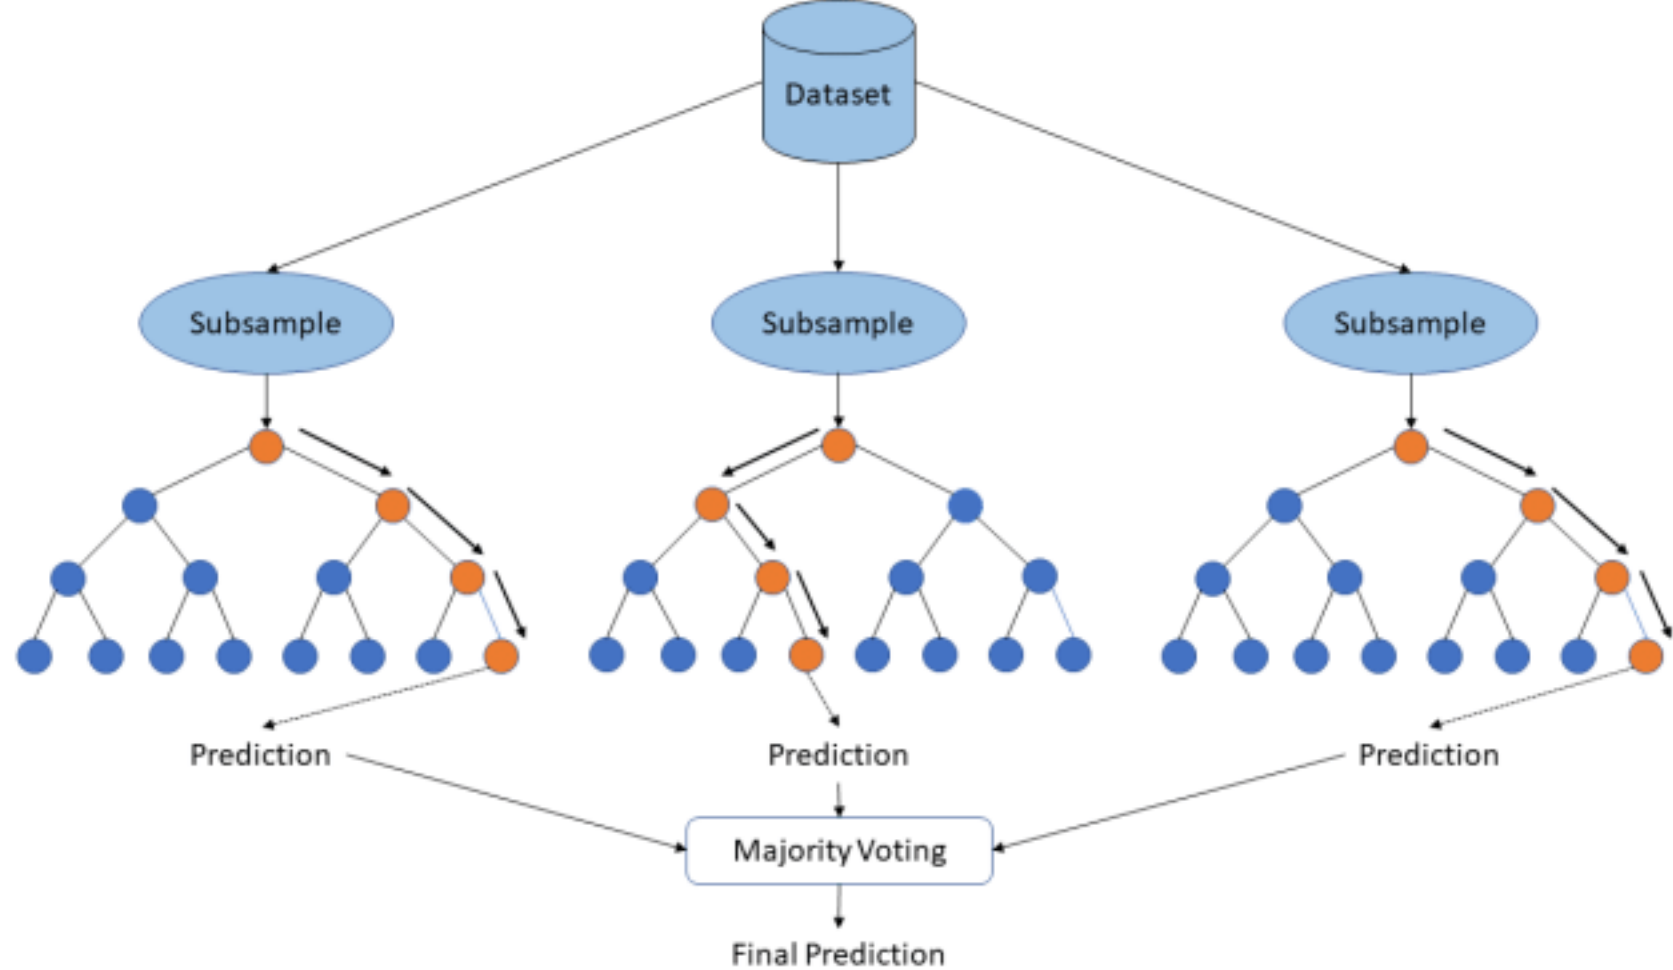 Dataset
Subsample
Subsample
Subsample
Prediction
Prediction
Prediction
Majority Voting
Final Prediction